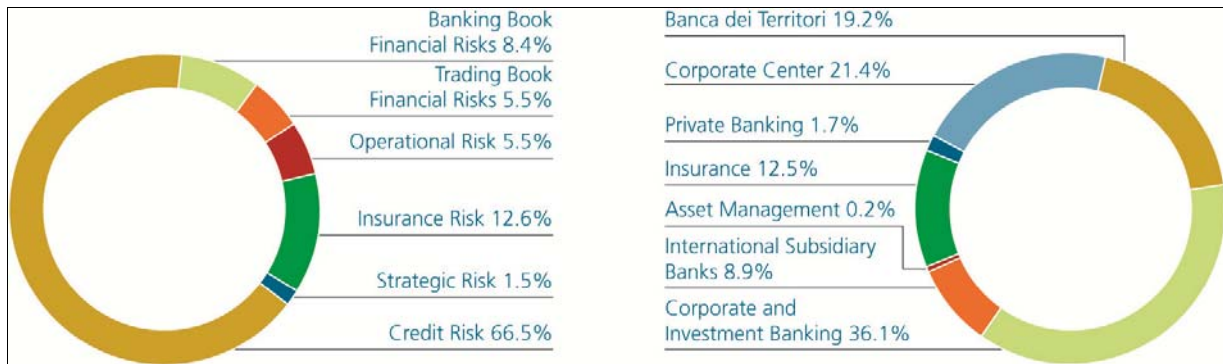 Banking Book
Financial Risks 8.4%
Trading Book
Financial Risks 5.5%
Operational Risk 5.5%
Insurance Risk 12.6%
Strategic Risk 1.5%
Credit Risk 66.5%
Banca dei Territori 19.2%
Corporate Center 21.4%
Private Banking 1.7%
Insurance 12.5%
Asset Management 0.2%
International Subsidiary
Banks 8.9%
Corporate and
Investment Banking 36.1%